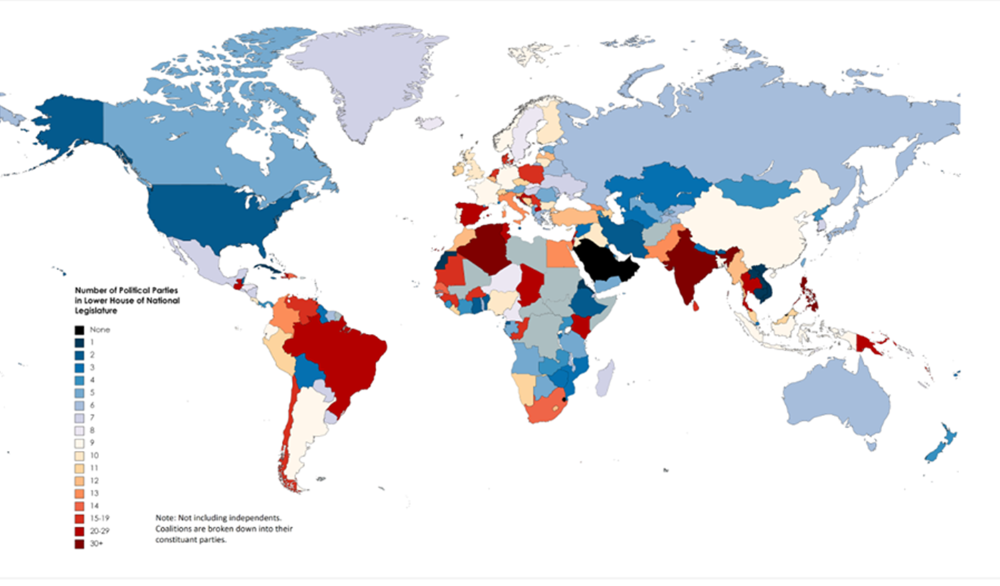 Number of Political Parties
in Lower House of National
Legislature
None
1
2
3
4
5
6
7
8
9
10
11
12
13
14
15-19
20-29
30+
Note: Not including independents.
Coalitions are broken down into their
constituant parties.